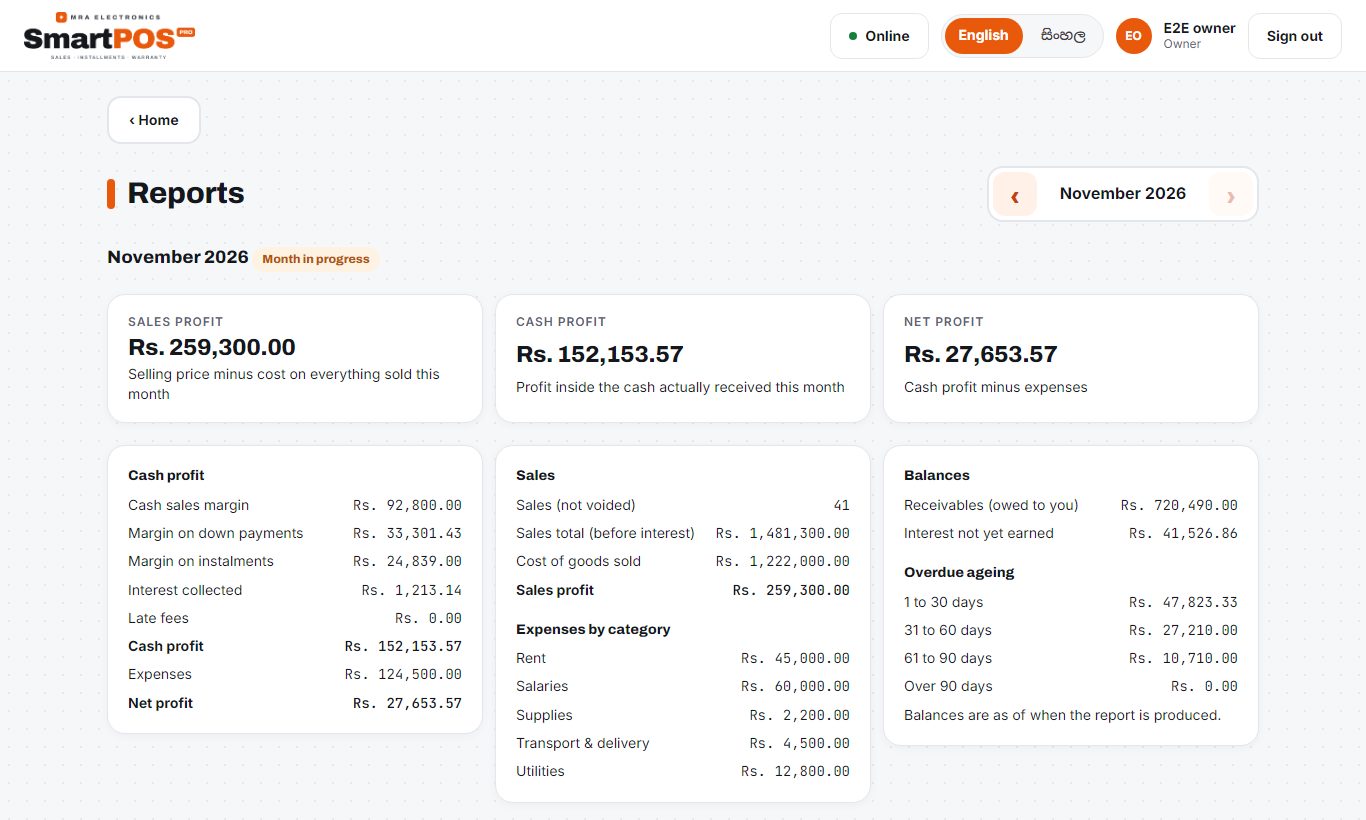 MRA ELECTRONICS
SmartPOS PRO
SALES · INSTALLMENTS · WARRANTY
Online
English
සිංහල
EO
E2E owner
Owner
Sign out
‹ Home
Reports
‹
November 2026
›
November 2026 Month in progress
SALES PROFIT
Rs. 259,300.00
Selling price minus cost on everything sold this
month
CASH PROFIT
Rs. 152,153.57
Profit inside the cash actually received this month
NET PROFIT
Rs. 27,653.57
Cash profit minus expenses
Cash profit
Cash sales margin Rs. 92,800.00
Margin on down payments Rs. 33,301.43
Margin on instalments Rs. 24,839.00
Interest collected Rs. 1,213.14
Late fees Rs. 0.00
Cash profit Rs. 152,153.57
Expenses Rs. 124,500.00
Net profit Rs. 27,653.57
Sales
Sales (not voided) 41
Sales total (before interest) Rs. 1,481,300.00
Cost of goods sold Rs. 1,222,000.00
Sales profit Rs. 259,300.00
Expenses by category
Rent Rs. 45,000.00
Salaries Rs. 60,000.00
Supplies Rs. 2,200.00
Transport & delivery Rs. 4,500.00
Utilities Rs. 12,800.00
Balances
Receivables (owed to you) Rs. 720,490.00
Interest not yet earned Rs. 41,526.86
Overdue ageing
1 to 30 days Rs. 47,823.33
31 to 60 days Rs. 27,210.00
61 to 90 days Rs. 10,710.00
Over 90 days Rs. 0.00
Balances are as of when the report is produced.